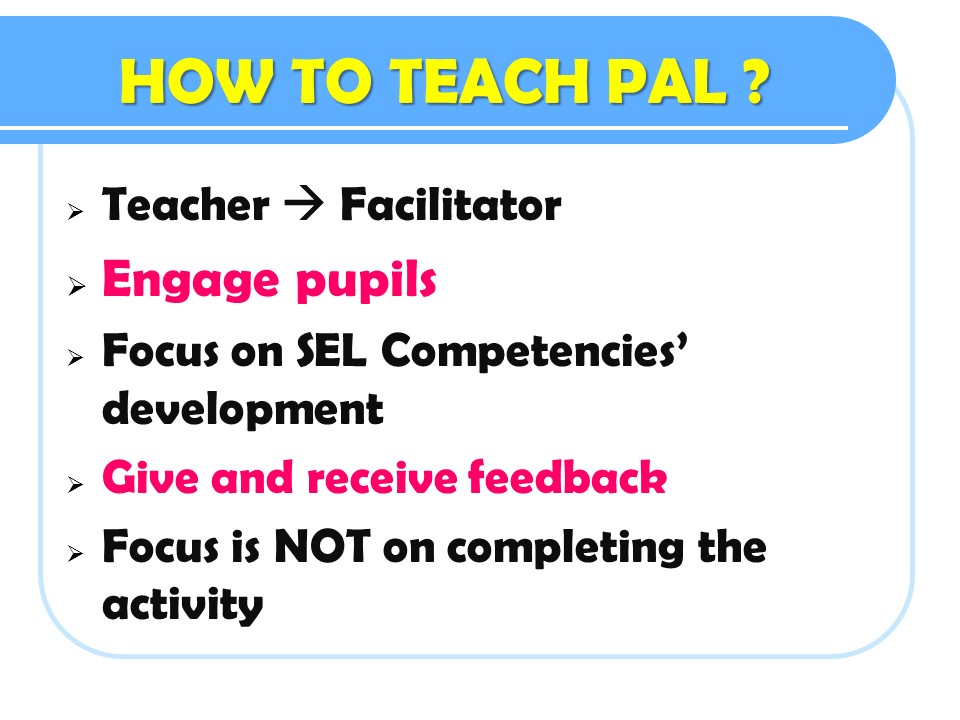 HOW TO TEACH PAL ?
➢ Teacher → Facilitator
➢ Engage pupils
➢ Focus on SEL Competencies’
development
➢ Give and receive feedback
➢ Focus is NOT on completing the
activity